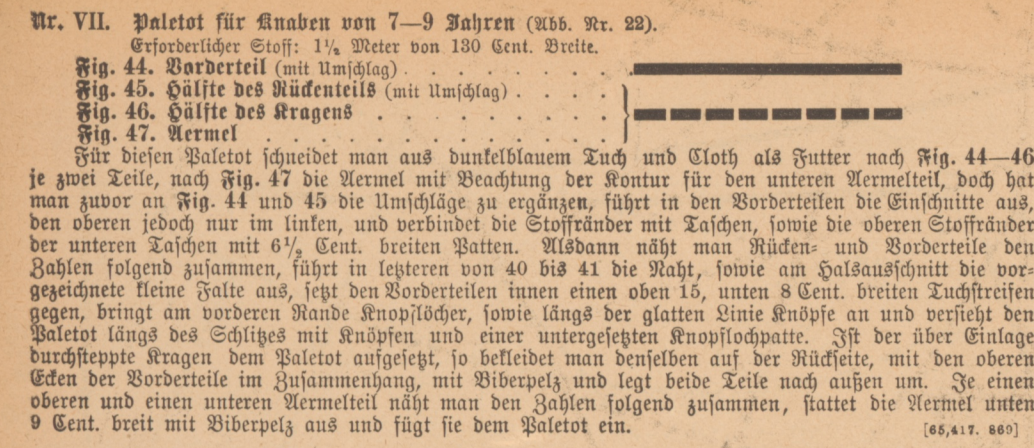 Nr. VII. Paletot für Knaben von 7—9 Jahren (Abb. Nr. 22).
Erforderlicher Stoff: 1½ Meter von 130 Cent. Breite.
Fig. 44. Vorderteil (mit Umschlag) . . . . . . . .
Fig. 45. Hälfte des Rückenteils (mit Umschlag) . . . .
Fig. 46. Hälfte des Kragens . . . . . . . . .
Fig. 47. Aermel . . . . . . . . . . . . .
Für diesen Paletot schneidet man aus dunkelblauem Tuch und Cloth als Futter nach Fig. 44—46
je zwei Teile, nach Fig. 47 die Aermel mit Beachtung der Kontur für den unteren Aermelteil, doch hat
man zuvor an Fig. 44 und 45 die Umschläge zu ergänzen, führt in den Vorderteilen die Einschnitte aus,
den oberen jedoch nur im linken, und verbindet die Stoffränder mit Taschen, sowie die oberen Stoffränder
der unteren Taschen mit 6½ Cent. breiten Patten. Alsdann näht man Rücken- und Vorderteile den
Zahlen folgend zusammen, führt in letzteren von 40 bis 41 die Naht, sowie am Halsausschnitt die vor-
gezeichnete kleine Falte aus, setzt den Vorderteilen innen einen oben 15, unten 8 Cent. breiten Tuchstreifen
gegen, bringt am vorderen Rande Knopflöcher, sowie längs der glatten Linie Knöpfe an und versieht den
Paletot längs des Schlitzes mit Knöpfen und einer untergesetzten Knopflochpatte. Ist der über Einlage
durchsteppte Kragen dem Paletot aufgesetzt, so bekleidet man denselben auf der Rückseite, mit den oberen
Ecken der Vorderteile im Zusammenhang, mit Biberpelz und legt beide Teile nach außen um. Je einen
oberen und einen unteren Aermelteil näht man den Zahlen folgend zusammen, stattet die Aermel unten
9 Cent. breit mit Biberpelz aus und fügt sie dem Paletot ein. [65,417. 869]